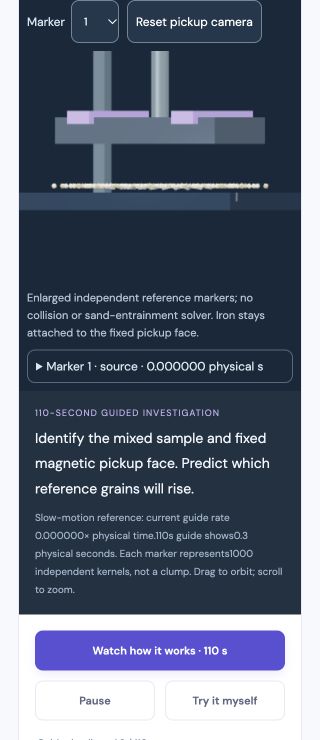 Marker 1 Reset pickup camera
Enlarged independent reference markers; no
collision or sand-entrainment solver. Iron stays
attached to the fixed pickup face.
▶ Marker 1 · source · 0.000000 physical s
110-SECOND GUIDED INVESTIGATION
Identify the mixed sample and fixed
magnetic pickup face. Predict which
reference grains will rise.
Slow-motion reference: current guide rate
0.000000× physical time.110s guide shows0.3
physical seconds. Each marker represents1000
independent kernels, not a clump. Drag to orbit; scroll
to zoom.
Watch how it works · 110 s
Pause Try it myself